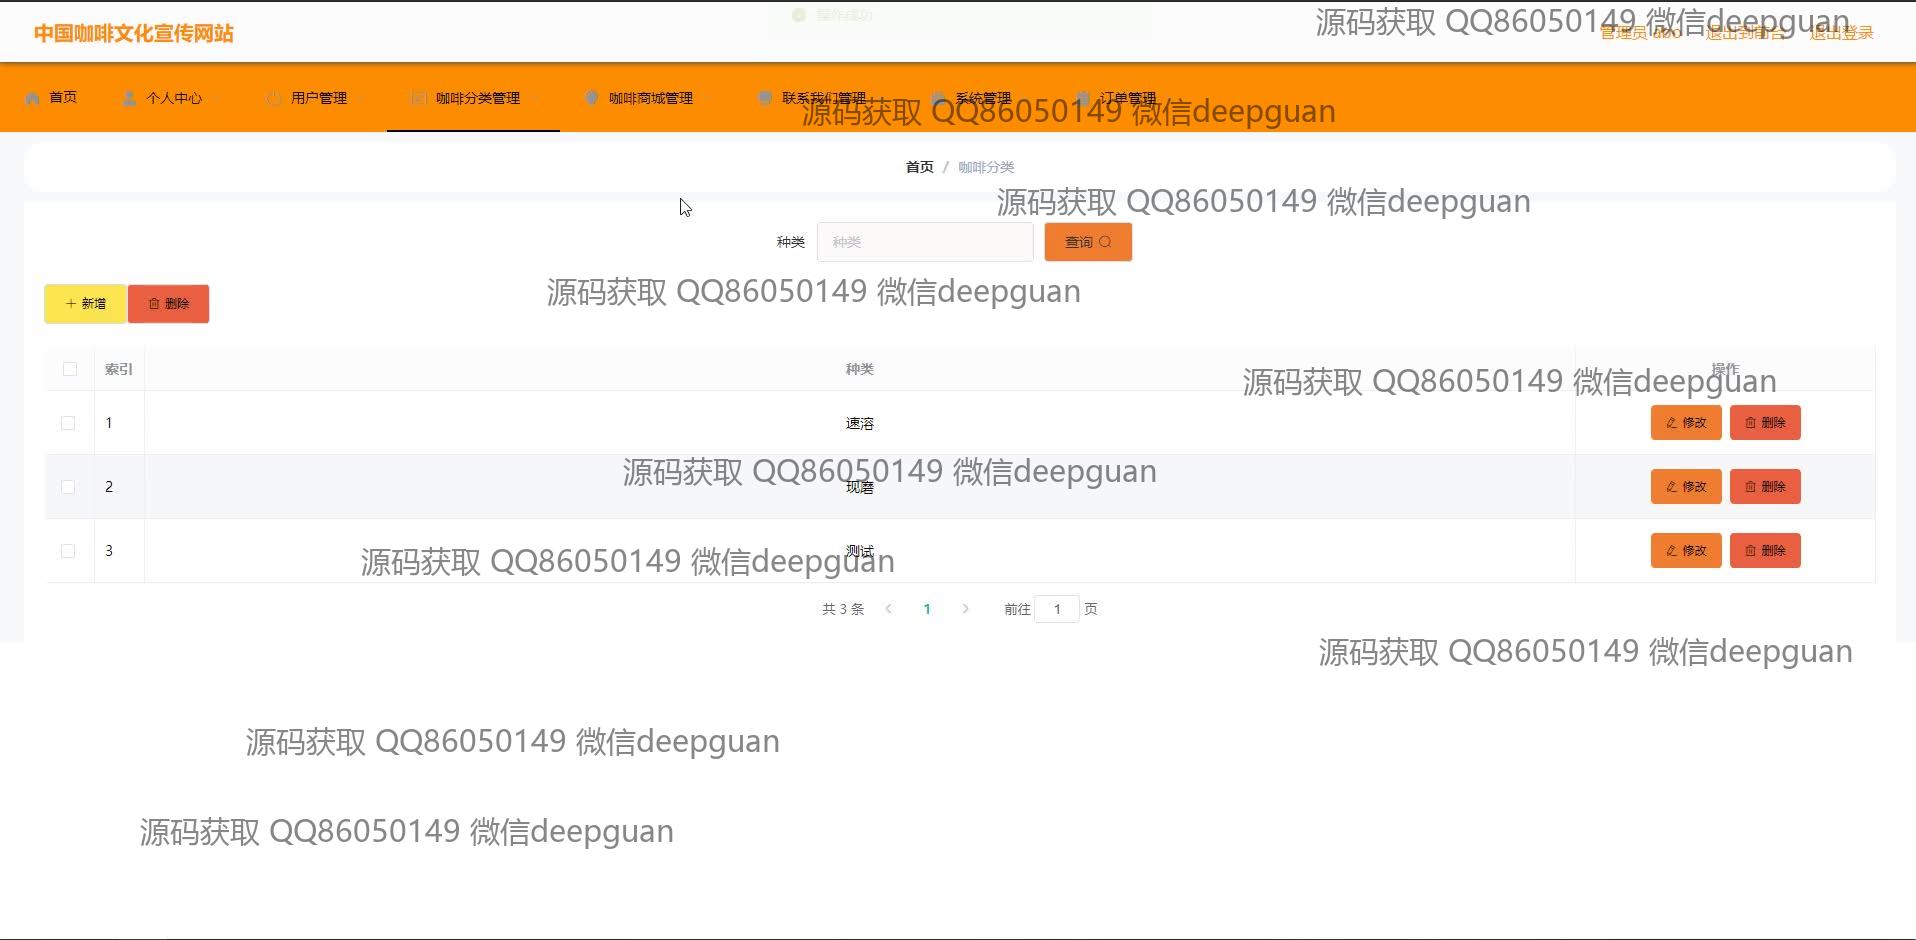 操作成功
源码获取 QQ86050149 微信deepguan
中国咖啡文化宣传网站
管理员 abo 退出到前台 退出登录
首页 个人中心 用户管理 咖啡分类管理 咖啡商城管理 联系我们管理 系统管理 订单管理
源码获取 QQ86050149 微信deepguan
首页 / 咖啡分类
源码获取 QQ86050149 微信deepguan
种类 种类 查询
源码获取 QQ86050149 微信deepguan
新增 删除
索引 种类 操作
源码获取 QQ86050149 微信deepguan
1 速溶 修改 删除
源码获取 QQ86050149 微信deepguan
2 现磨 修改 删除
3 测试 修改 删除
源码获取 QQ86050149 微信deepguan
共 3 条 1 前往 1 页
源码获取 QQ86050149 微信deepguan
源码获取 QQ86050149 微信deepguan
源码获取 QQ86050149 微信deepguan